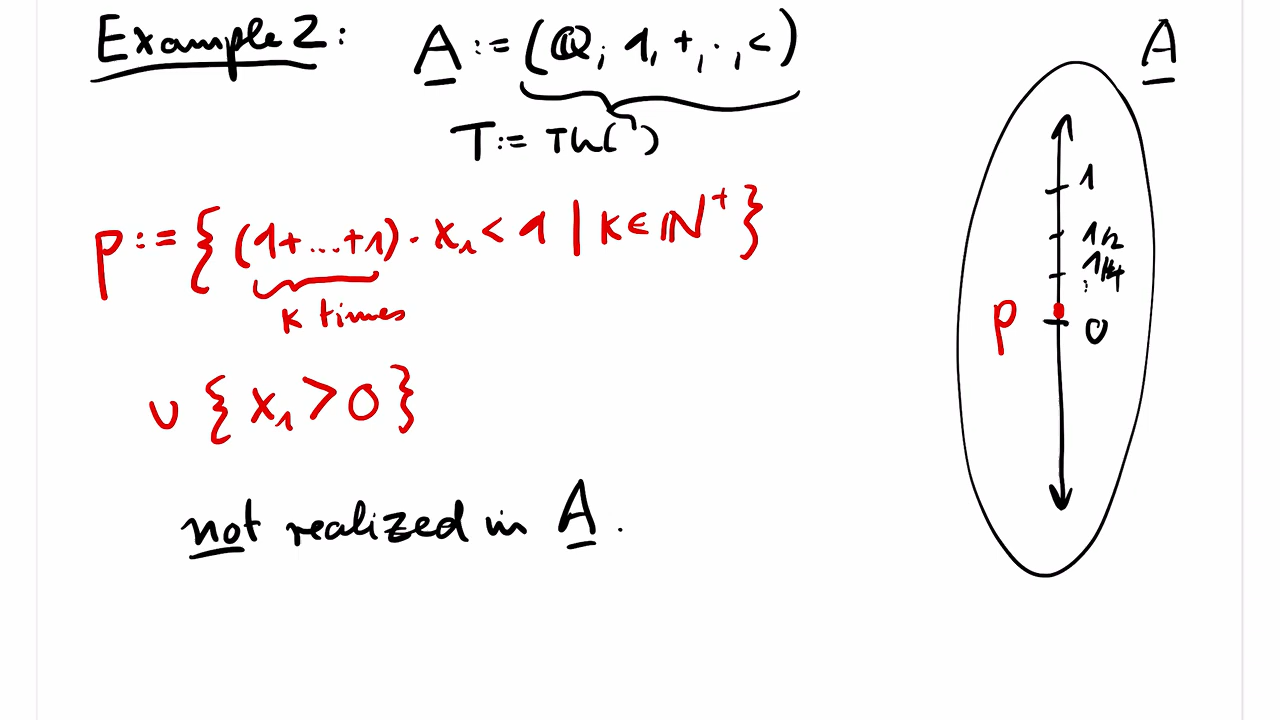 Example 2: A := (ℚ; 1, +, ·, <)
T := Th( )
p := { (1+...+1) · x₁ < 1 | k ∈ ℕ⁺ }
k times
∪ { x₁ > 0 }
not realized in A.
A
1
1/2
1/4
⋮
p
0